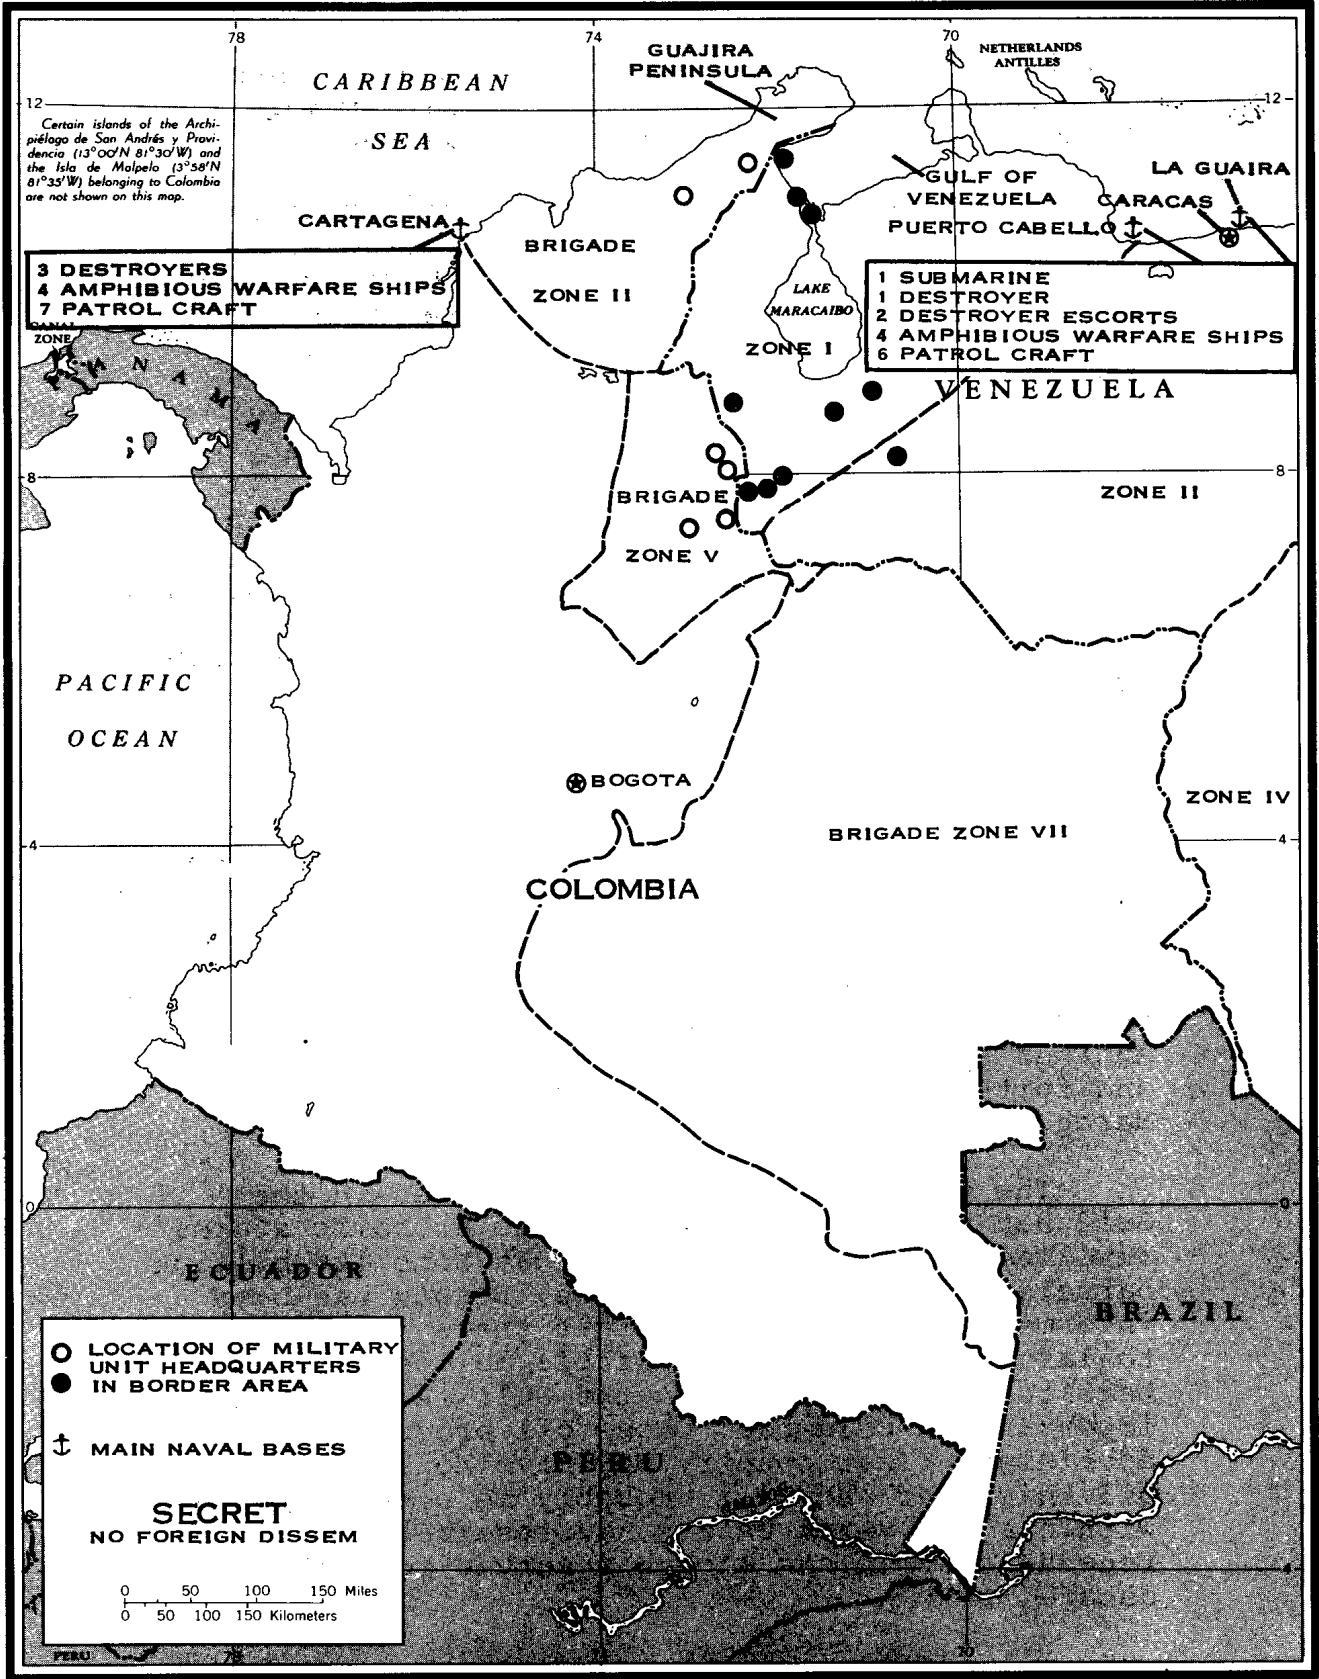 78
74
70
12
12
CARIBBEAN
SEA
GUAJIRA
PENINSULA
NETHERLANDS
ANTILLES
Certain islands of the Archi-
piélago de San Andrés y Provi-
dencia (13°00'N 81°30'W) and
the Isla de Malpelo (3°58'N
81°35'W) belonging to Colombia
are not shown on this map.
GULF OF
VENEZUELA
LA GUAIRA
CARACAS
PUERTO CABELLO
CARTAGENA
3 DESTROYERS
4 AMPHIBIOUS WARFARE SHIPS
7 PATROL CRAFT
BRIGADE
ZONE II
1 SUBMARINE
1 DESTROYER
2 DESTROYER ESCORTS
4 AMPHIBIOUS WARFARE SHIPS
6 PATROL CRAFT
LAKE
MARACAIBO
ZONE I
CANAL
ZONE
PANAMA
VENEZUELA
8
8
BRIGADE
ZONE V
ZONE II
PACIFIC
OCEAN
BOGOTA
ZONE IV
BRIGADE ZONE VII
4
4
COLOMBIA
0
0
ECUADOR
BRAZIL
PERU
LOCATION OF MILITARY
UNIT HEADQUARTERS
IN BORDER AREA
MAIN NAVAL BASES
SECRET
NO FOREIGN DISSEM
0 50 100 150 Miles
0 50 100 150 Kilometers
4
PERU
78
70